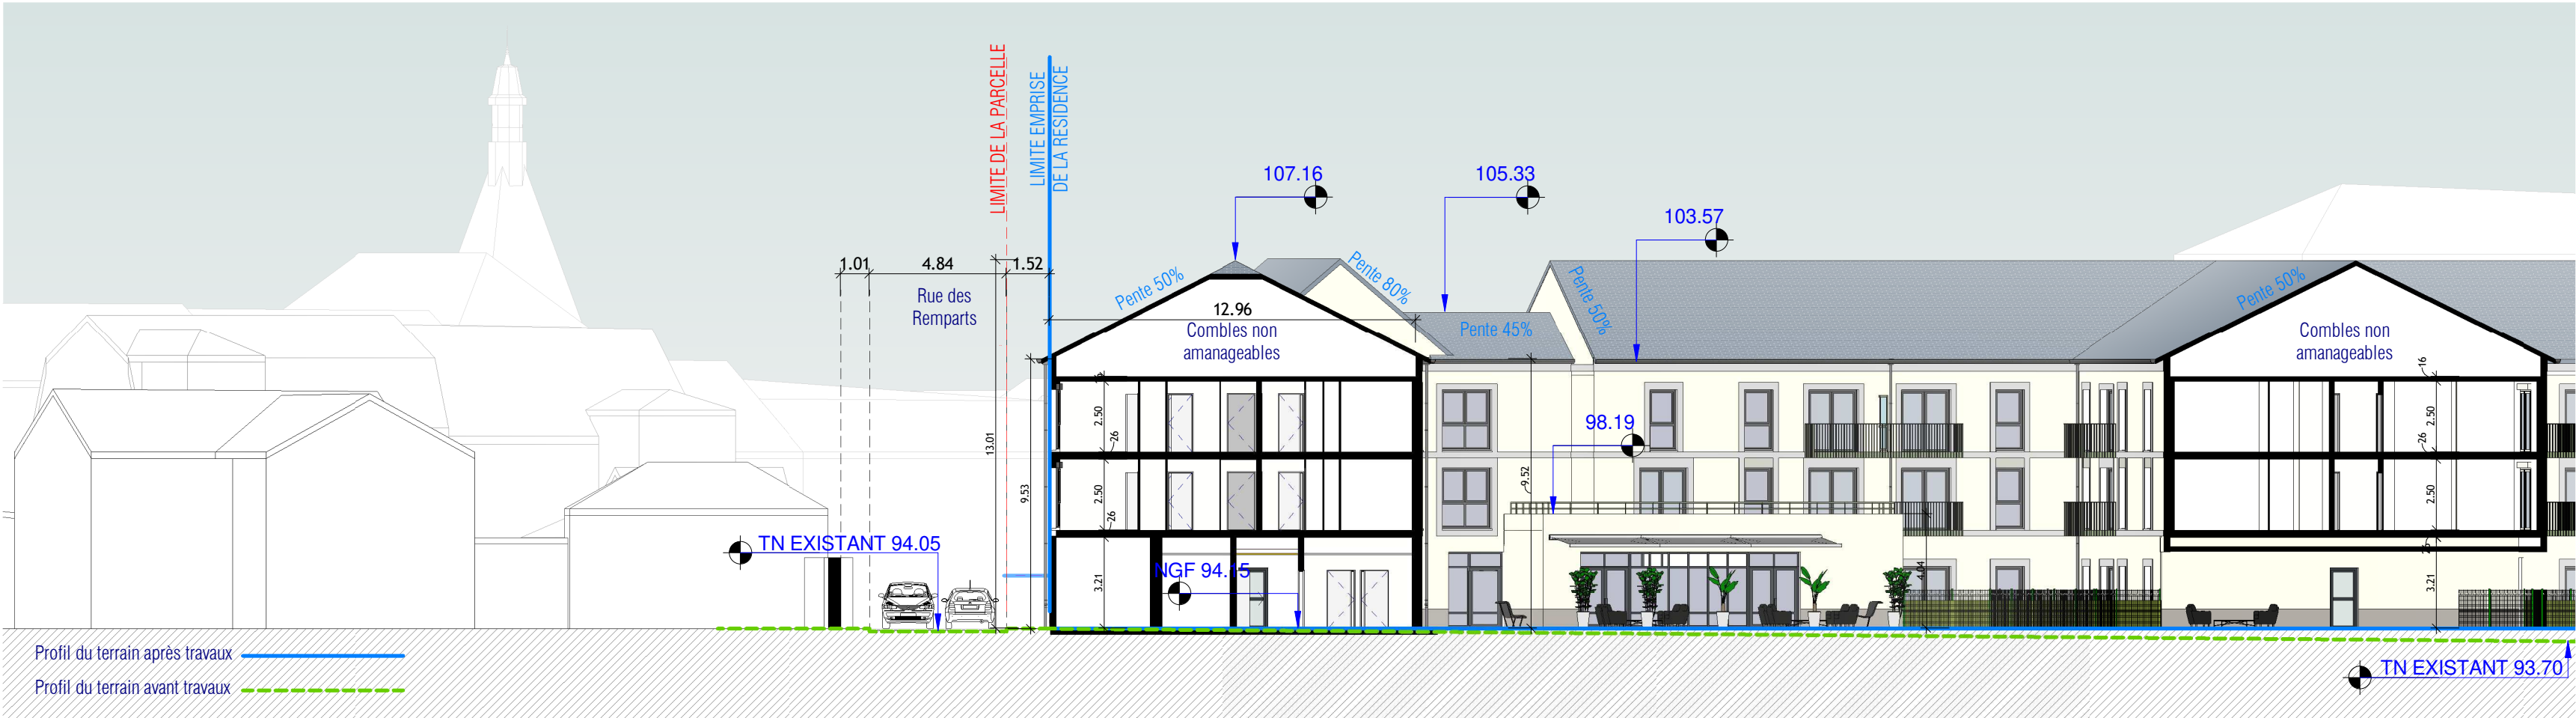 LIMITE DE LA PARCELLE
LIMITE EMPRISE
DE LA RESIDENCE
107.16
105.33
103.57
1.01
4.84
1.52
Rue des
Remparts
Pente 50%
12.96
Combles non
amanageables
Pente 80%
Pente 45%
Pente 50%
Pente 50%
Combles non
amanageables
16
2.50
26
2.50
26
3.21
13.01
9.53
9.52
98.19
4.04
16
2.50
26
2.50
3.21
TN EXISTANT 94.05
NGF 94.15
Profil du terrain après travaux
Profil du terrain avant travaux
TN EXISTANT 93.70